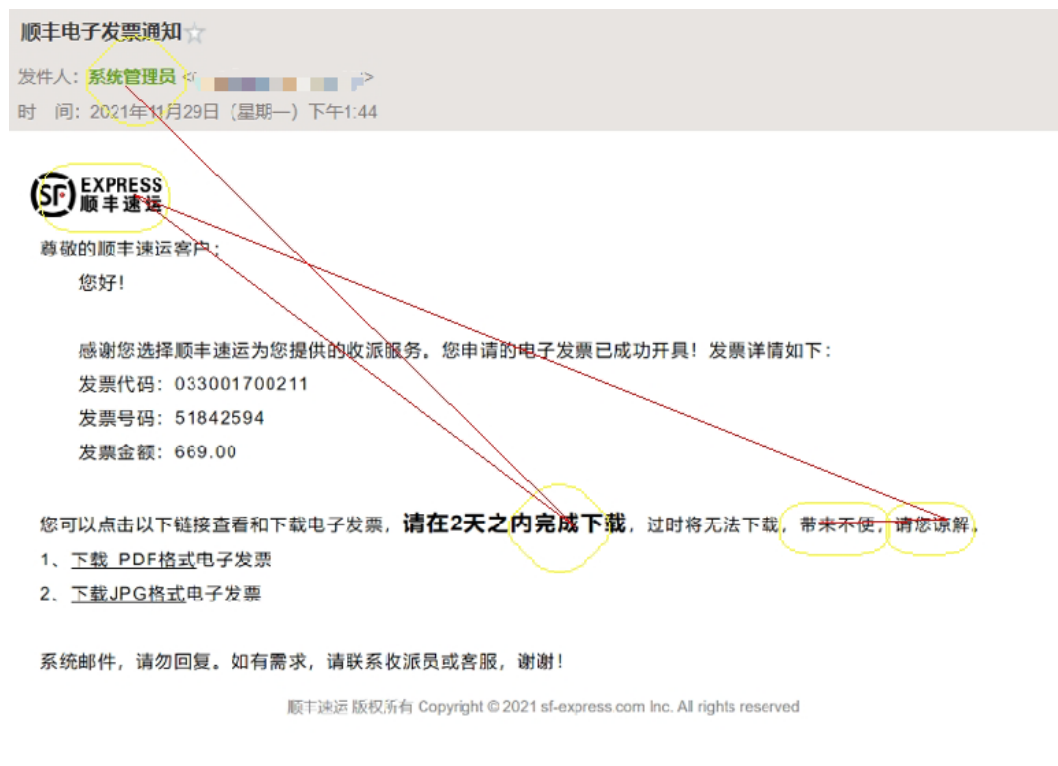 顺丰电子发票通知
发件人：系统管理员 < >
时 间：2021年11月29日（星期一）下午1:44
SF EXPRESS
顺丰速运
尊敬的顺丰速运客户：
您好！
感谢您选择顺丰速运为您提供的收派服务。您申请的电子发票已成功开具！发票详情如下：
发票代码：033001700211
发票号码：51842594
发票金额：669.00
您可以点击以下链接查看和下载电子发票，请在2天之内完成下载，过时将无法下载，带来不便，请您谅解。
1、下载 PDF格式电子发票
2、下载JPG格式电子发票
系统邮件，请勿回复。如有需求，请联系收派员或客服，谢谢！
顺丰速运 版权所有 Copyright © 2021 sf-express.com Inc. All rights reserved